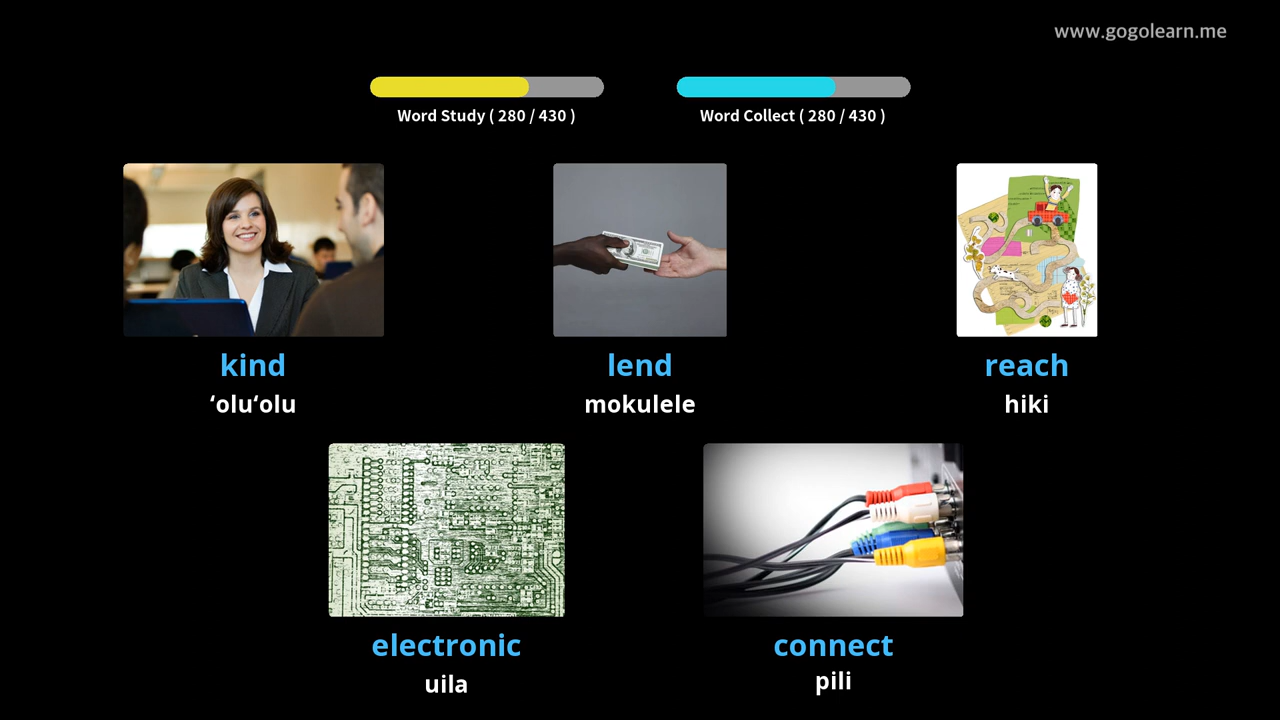 www.gogolearn.me
Word Study ( 280 / 430 )
Word Collect ( 280 / 430 )
kind
ʻoluʻolu
lend
mokulele
reach
hiki
electronic
uila
connect
pili